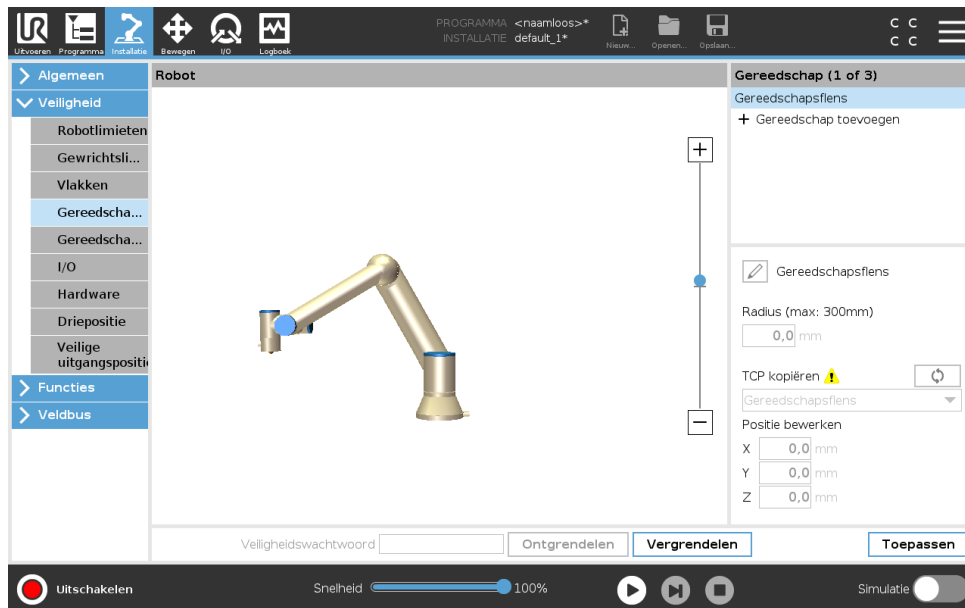 UR
PROGRAMMA <naamloos>*
INSTALLATIE default_1*
Uitvoeren Programma Installatie Bewegen I/O Logboek
Nieuw... Openen... Opslaan...
C C
C C
Algemeen
Veiligheid
Robotlimieten
Gewrichtsli...
Vlakken
Gereedscha...
Gereedscha...
I/O
Hardware
Driepositie
Veilige
uitgangspositi
Functies
Veldbus
Robot
+
−
Gereedschap (1 of 3)
Gereedschapsflens
+ Gereedschap toevoegen
Gereedschapsflens
Radius (max: 300mm)
0,0 mm
TCP kopiëren
Gereedschapsflens
Positie bewerken
X 0,0 mm
Y 0,0 mm
Z 0,0 mm
Veiligheidswachtwoord Ontgrendelen Vergrendelen Toepassen
Uitschakelen Snelheid 100% Simulatie